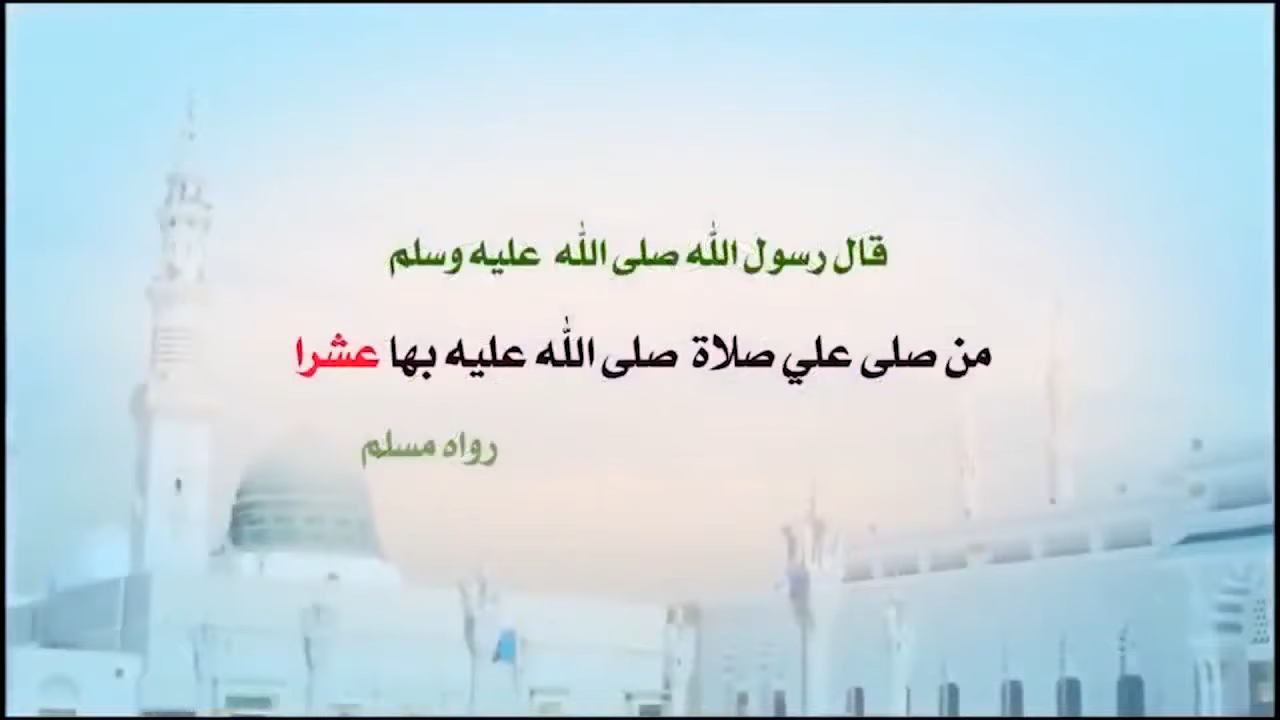 قال رسول الله صلى الله عليه وسلم
من صلى علي صلاة صلى الله عليه بها عشرا
رواه مسلم